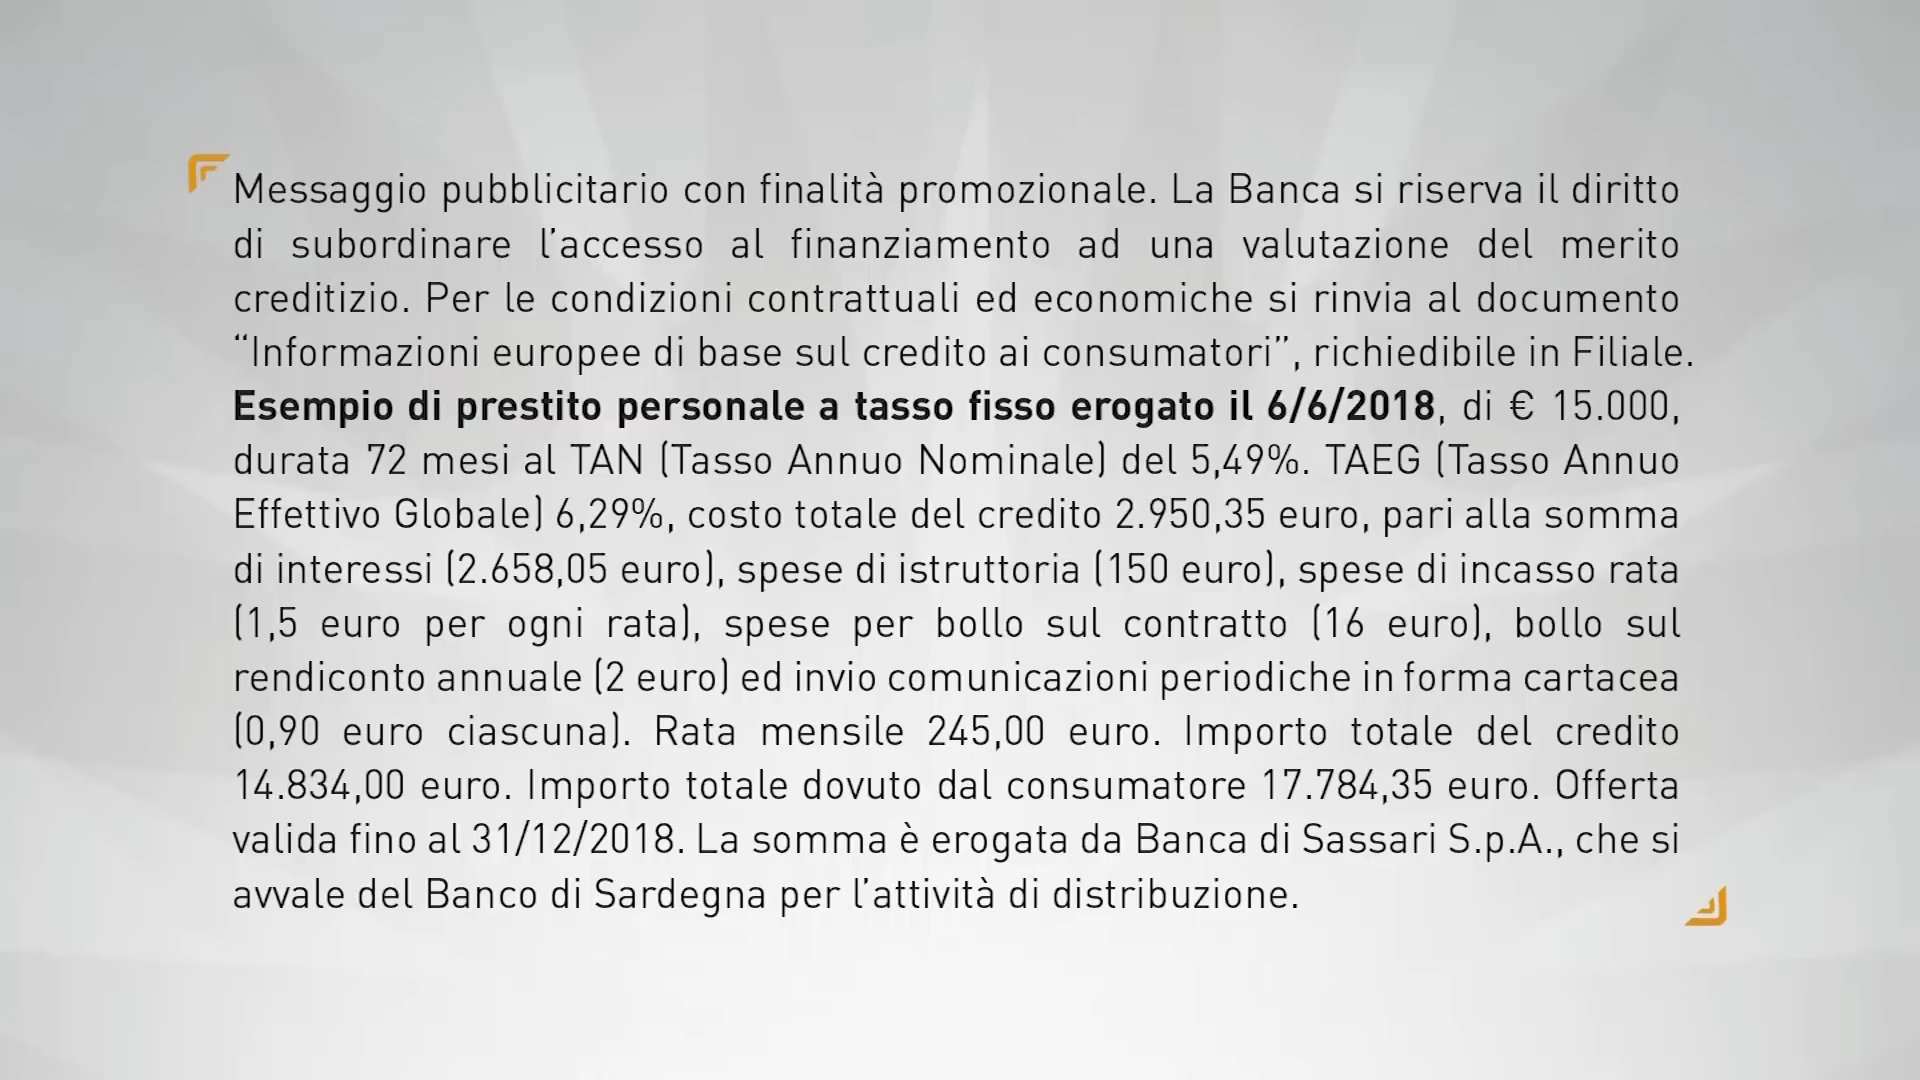 Messaggio pubblicitario con finalità promozionale. La Banca si riserva il diritto
di subordinare l’accesso al finanziamento ad una valutazione del merito
creditizio. Per le condizioni contrattuali ed economiche si rinvia al documento
“Informazioni europee di base sul credito ai consumatori”, richiedibile in Filiale.
Esempio di prestito personale a tasso fisso erogato il 6/6/2018, di € 15.000,
durata 72 mesi al TAN (Tasso Annuo Nominale) del 5,49%. TAEG (Tasso Annuo
Effettivo Globale) 6,29%, costo totale del credito 2.950,35 euro, pari alla somma
di interessi (2.658,05 euro), spese di istruttoria (150 euro), spese di incasso rata
(1,5 euro per ogni rata), spese per bollo sul contratto (16 euro), bollo sul
rendiconto annuale (2 euro) ed invio comunicazioni periodiche in forma cartacea
(0,90 euro ciascuna). Rata mensile 245,00 euro. Importo totale del credito
14.834,00 euro. Importo totale dovuto dal consumatore 17.784,35 euro. Offerta
valida fino al 31/12/2018. La somma è erogata da Banca di Sassari S.p.A., che si
avvale del Banco di Sardegna per l’attività di distribuzione.